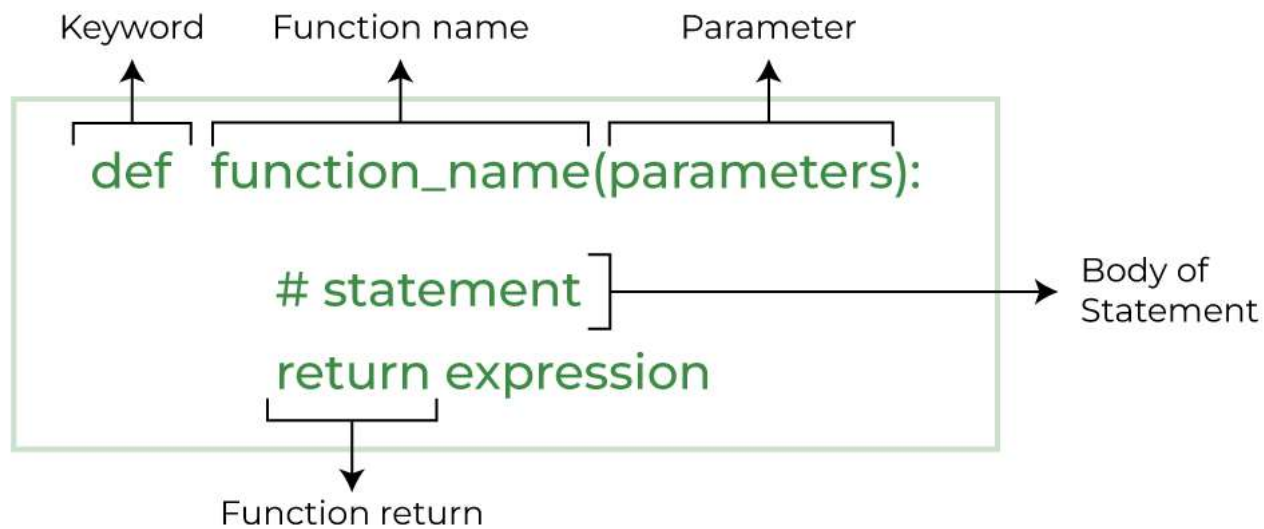 Keyword Function name Parameter
def function_name(parameters):
# statement
Body of
Statement
return expression
Function return